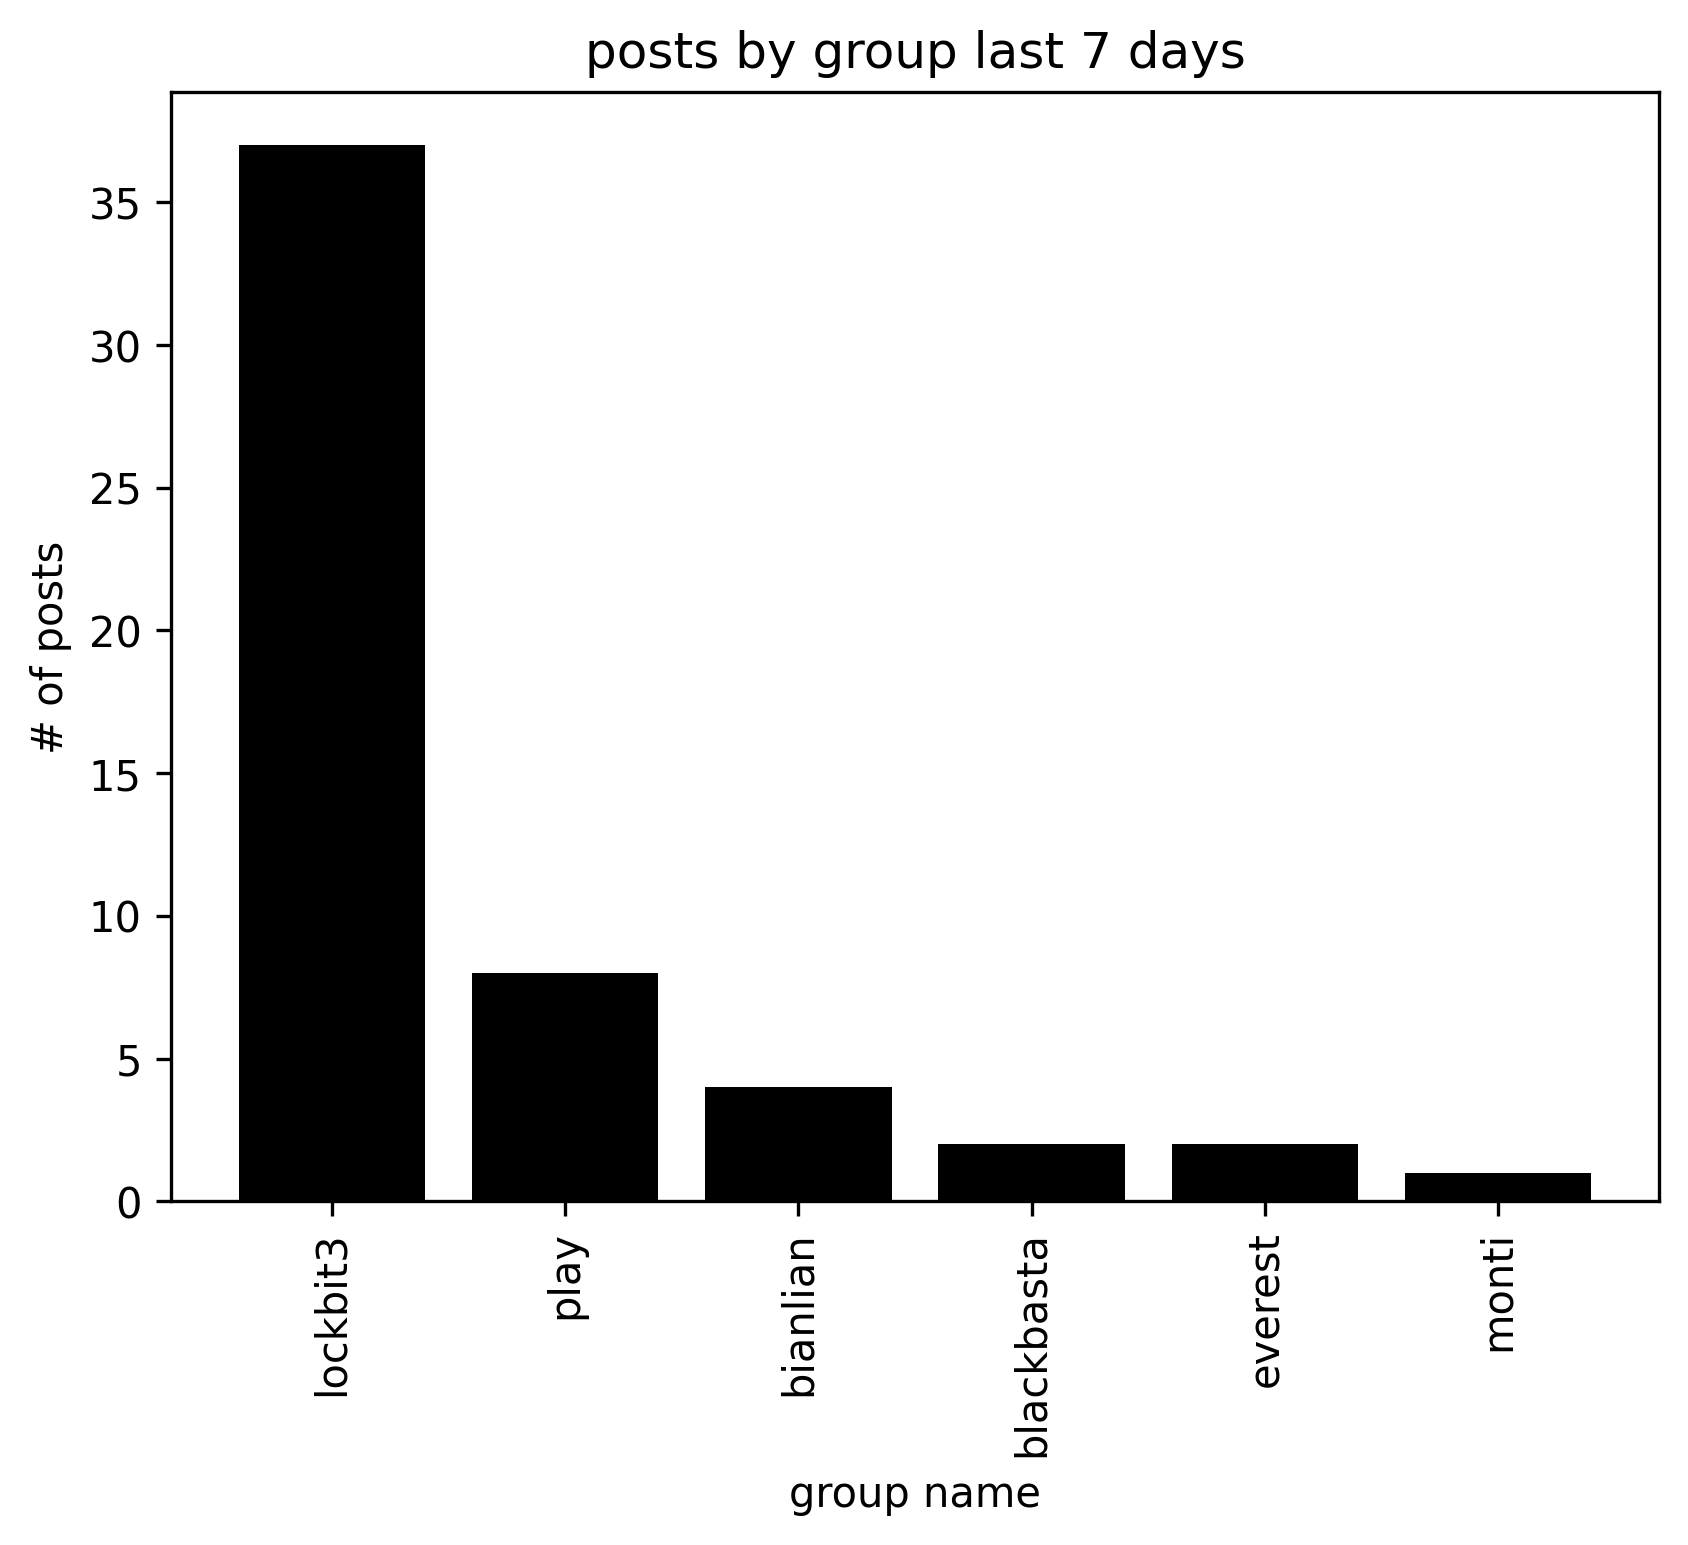 posts by group last 7 days
# of posts
35
30
25
20
15
10
5
0
lockbit3
play
bianlian
blackbasta
everest
monti
group name